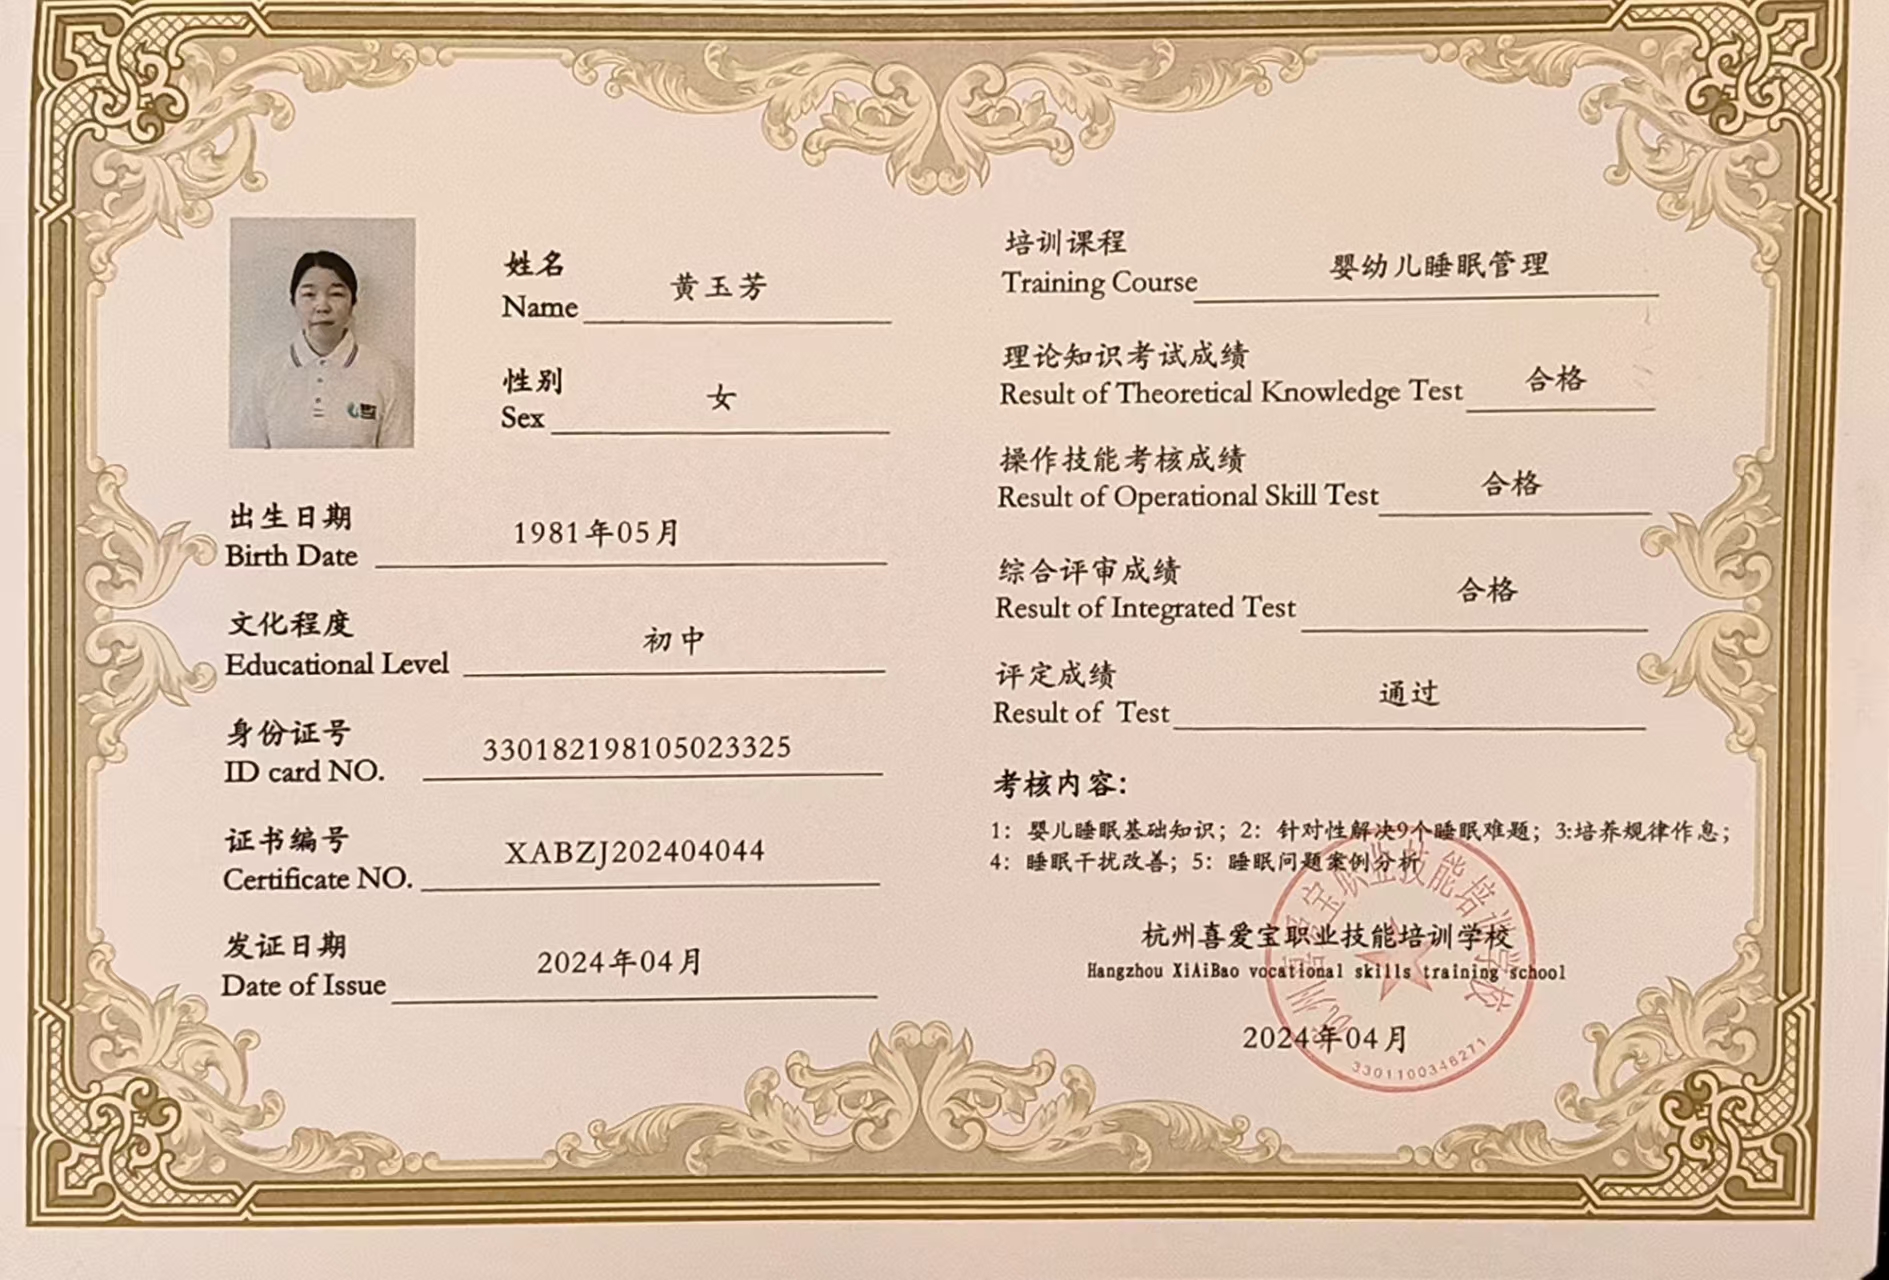 姓名
Name 黄玉芳
性别
Sex 女
出生日期
Birth Date 1981年05月
文化程度
Educational Level 初中
身份证号
ID card NO. 330182198105023325
证书编号
Certificate NO. XABZJ202404044
发证日期
Date of Issue 2024年04月
培训课程
Training Course 婴幼儿睡眠管理
理论知识考试成绩
Result of Theoretical Knowledge Test 合格
操作技能考核成绩
Result of Operational Skill Test 合格
综合评审成绩
Result of Integrated Test 合格
评定成绩
Result of Test 通过
考核内容：
1：婴儿睡眠基础知识；2：针对性解决9个睡眠难题；3:培养规律作息；
4：睡眠干扰改善；5：睡眠问题案例分析
杭州喜爱宝职业技能培训学校
Hangzhou XiAiBao vocational skills training school
2024年04月
杭州喜爱宝职业技能培训学校
3301100346271